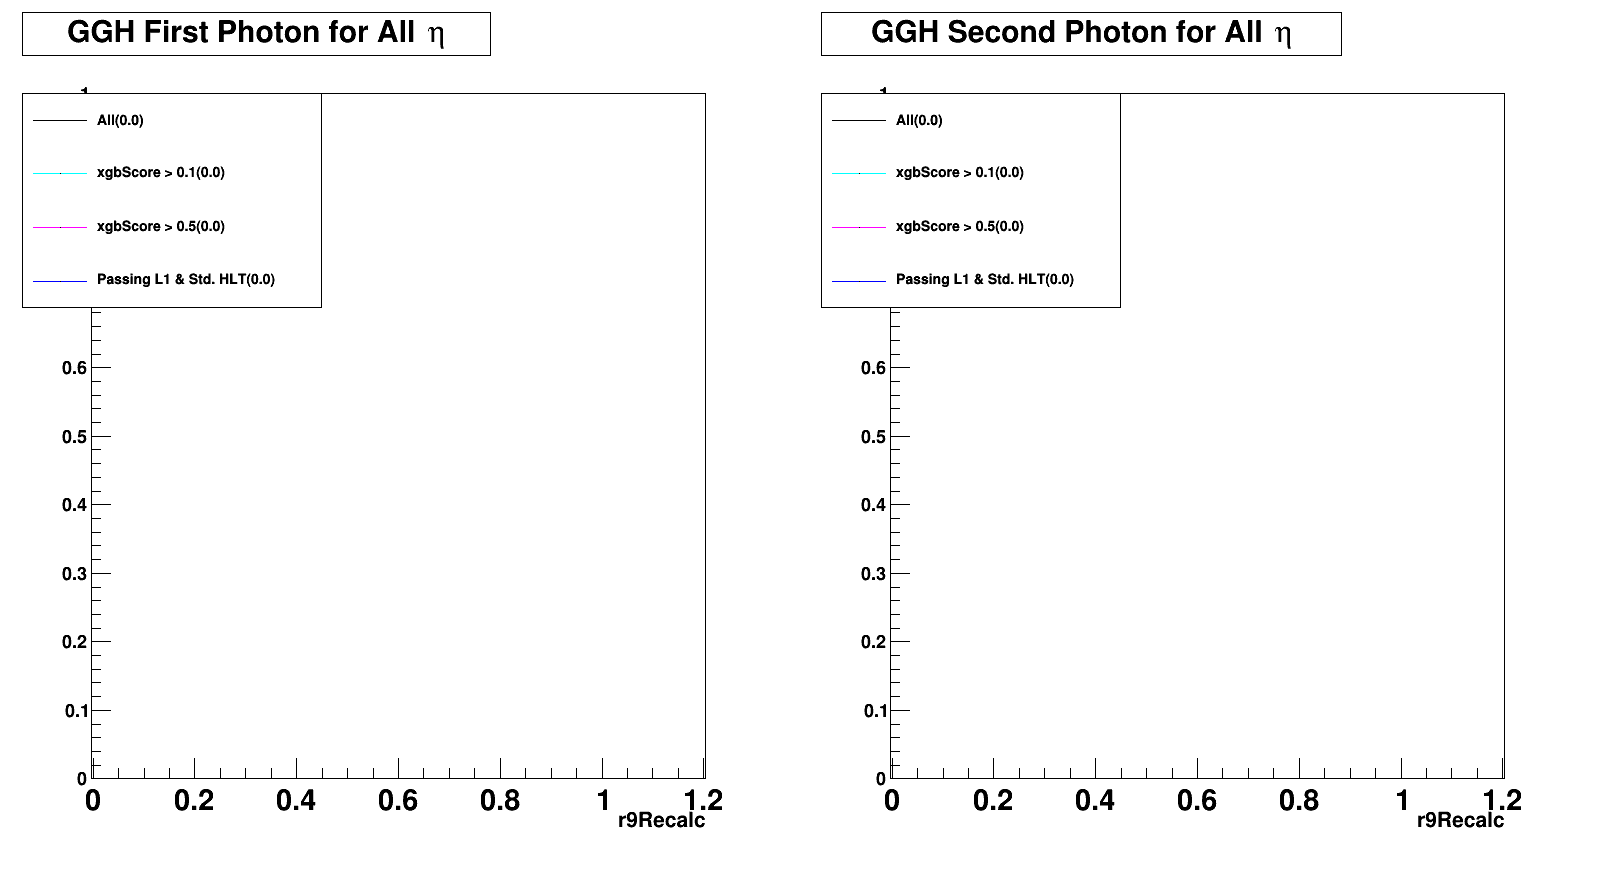 GGH First Photon for All η
1
All(0.0)
xgbScore > 0.1(0.0)
xgbScore > 0.5(0.0)
Passing L1 & Std. HLT(0.0)
0.6
0.5
0.4
0.3
0.2
0.1
0
0 0.2 0.4 0.6 0.8 1 1.2
r9Recalc
GGH Second Photon for All η
1
All(0.0)
xgbScore > 0.1(0.0)
xgbScore > 0.5(0.0)
Passing L1 & Std. HLT(0.0)
0.6
0.5
0.4
0.3
0.2
0.1
0
0 0.2 0.4 0.6 0.8 1 1.2
r9Recalc